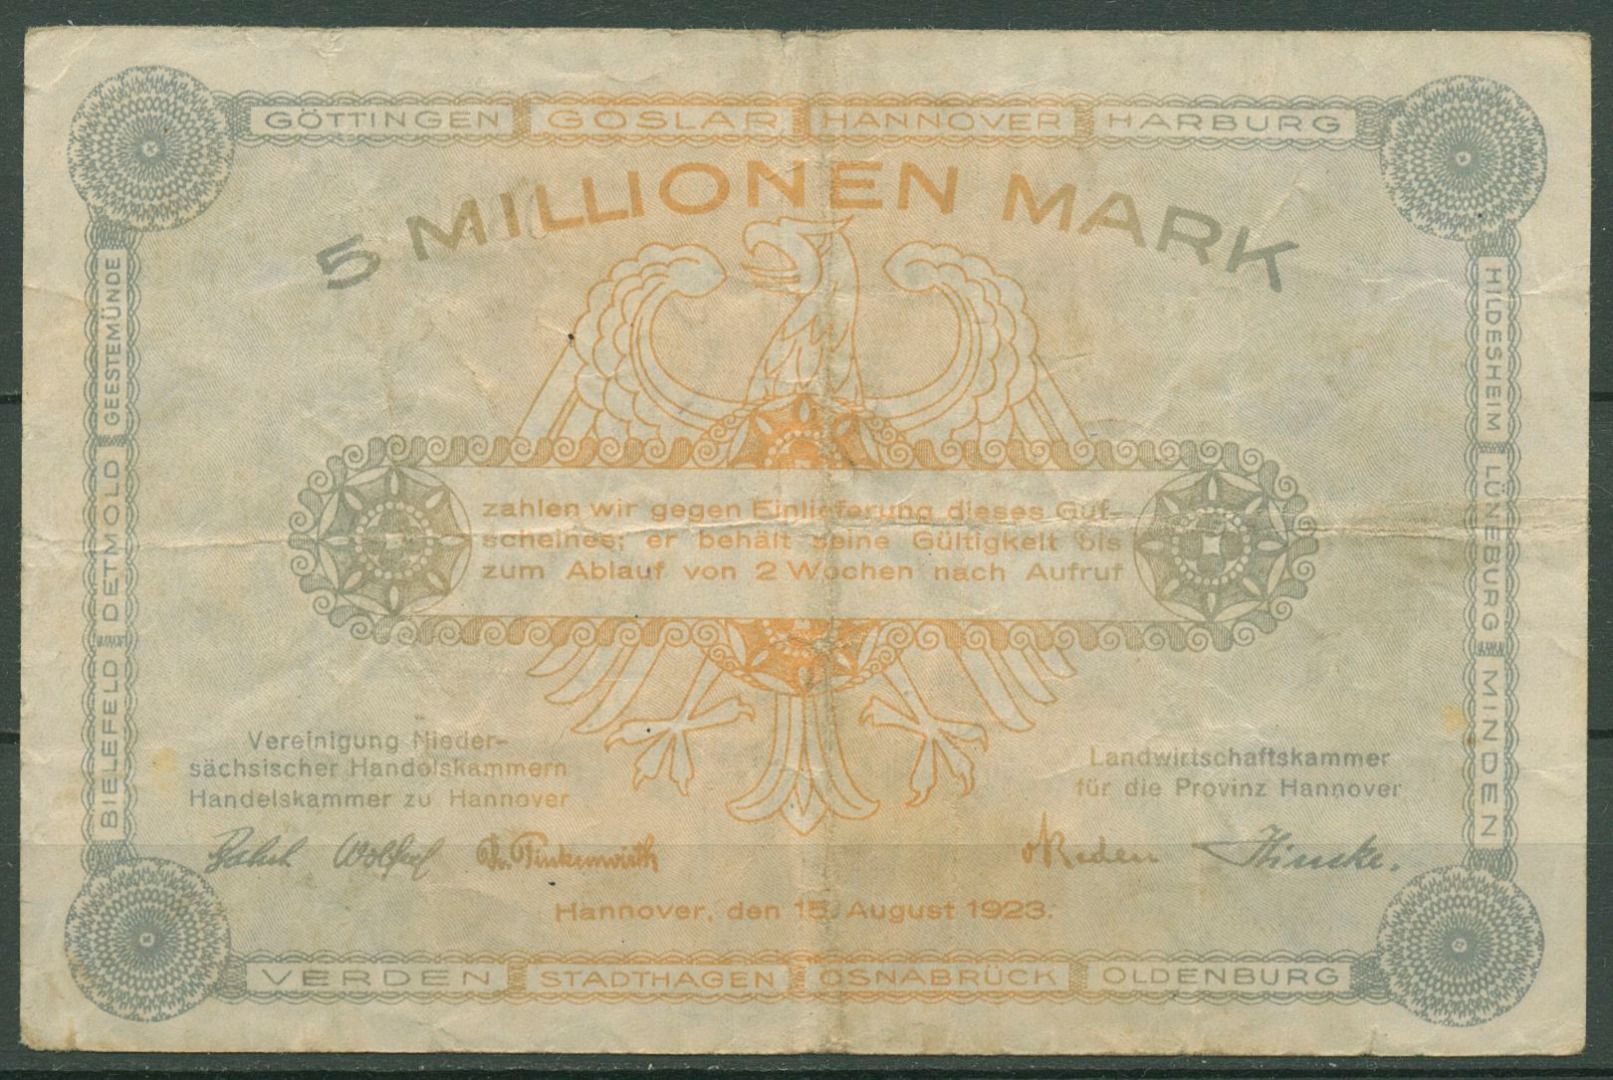 GÖTTINGEN GOSLAR HANNOVER HARBURG
5 MILLIONEN MARK
GEESTEMÜNDE
DETMOLD
BIELEFELD
HILDESHEIM
LÜNEBURG
MINDEN
zahlen wir gegen Einlieferung dieses Gut-
scheines; er behält seine Gültigkeit bis
zum Ablauf von 2 Wochen nach Aufruf
Vereinigung Nieder-
sächsischer Handelskammern
Handelskammer zu Hannover
Landwirtschaftskammer
für die Provinz Hannover
Hannover, den 15. August 1923.
VERDEN STADTHAGEN OSNABRÜCK OLDENBURG